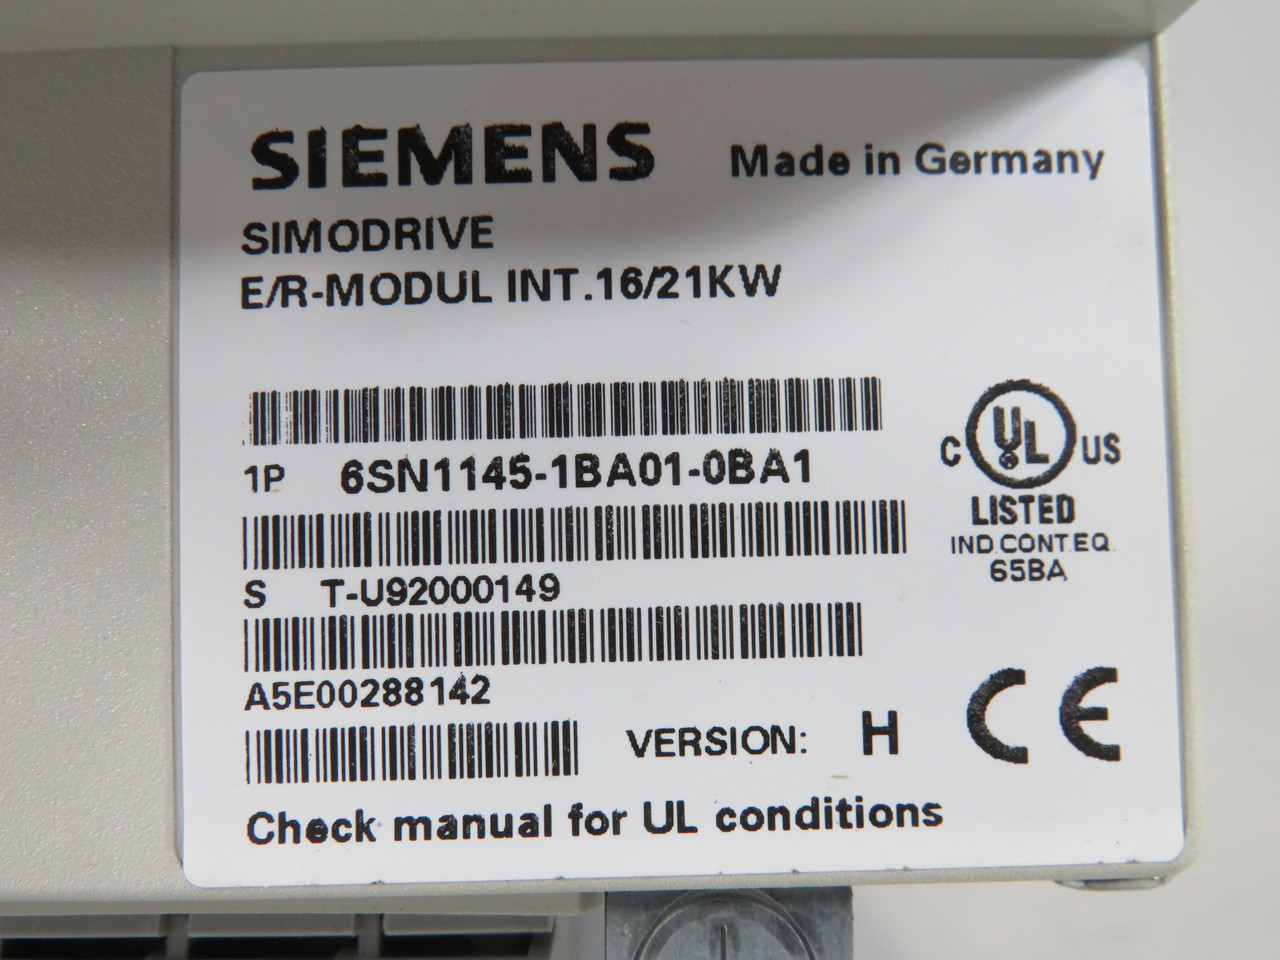 SIEMENS Made in Germany
SIMODRIVE
E/R-MODUL INT.16/21KW
1P 6SN1145-1BA01-0BA1
C UL US
LISTED
IND.CONT.EQ.
65BA
S T-U92000149
A5E00288142
VERSION: H
CE
Check manual for UL conditions